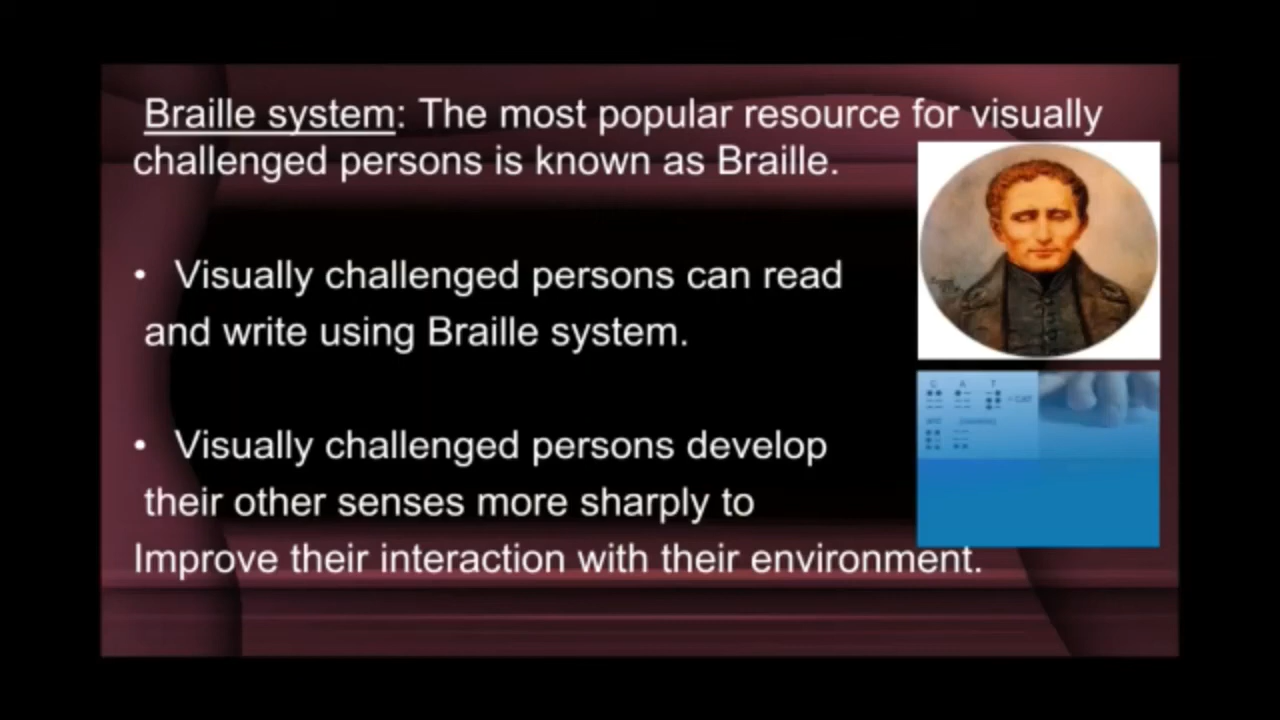 Braille system: The most popular resource for visually
challenged persons is known as Braille.
• Visually challenged persons can read
and write using Braille system.
• Visually challenged persons develop
their other senses more sharply to
Improve their interaction with their environment.
C A T
= CAT